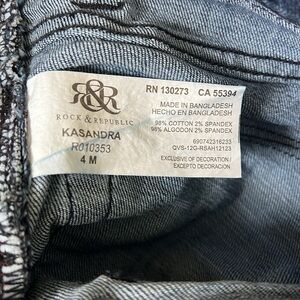 R&R
ROCK & REPUBLIC
KASANDRA
R010353
4 M
RN 130273 CA 55394
MADE IN BANGLADESH
HECHO EN BANGLADESH
98% COTTON 2% SPANDEX
98% ALGODON 2% SPANDEX
690742316233
QVS-12G-RSAH12123
EXCLUSIVE OF DECORATION /
EXCEPTO DECORACION